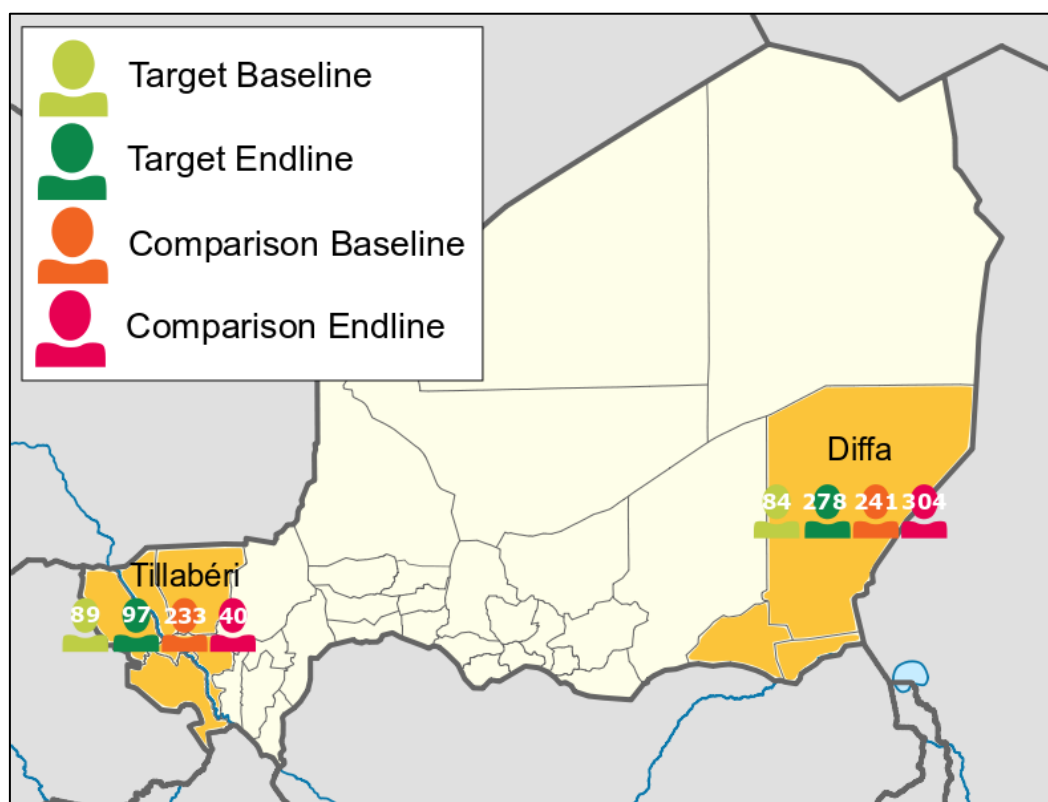 Target Baseline
Target Endline
Comparison Baseline
Comparison Endline
Diffa
84 278 241 304
Tillabéri
89 97 233 40